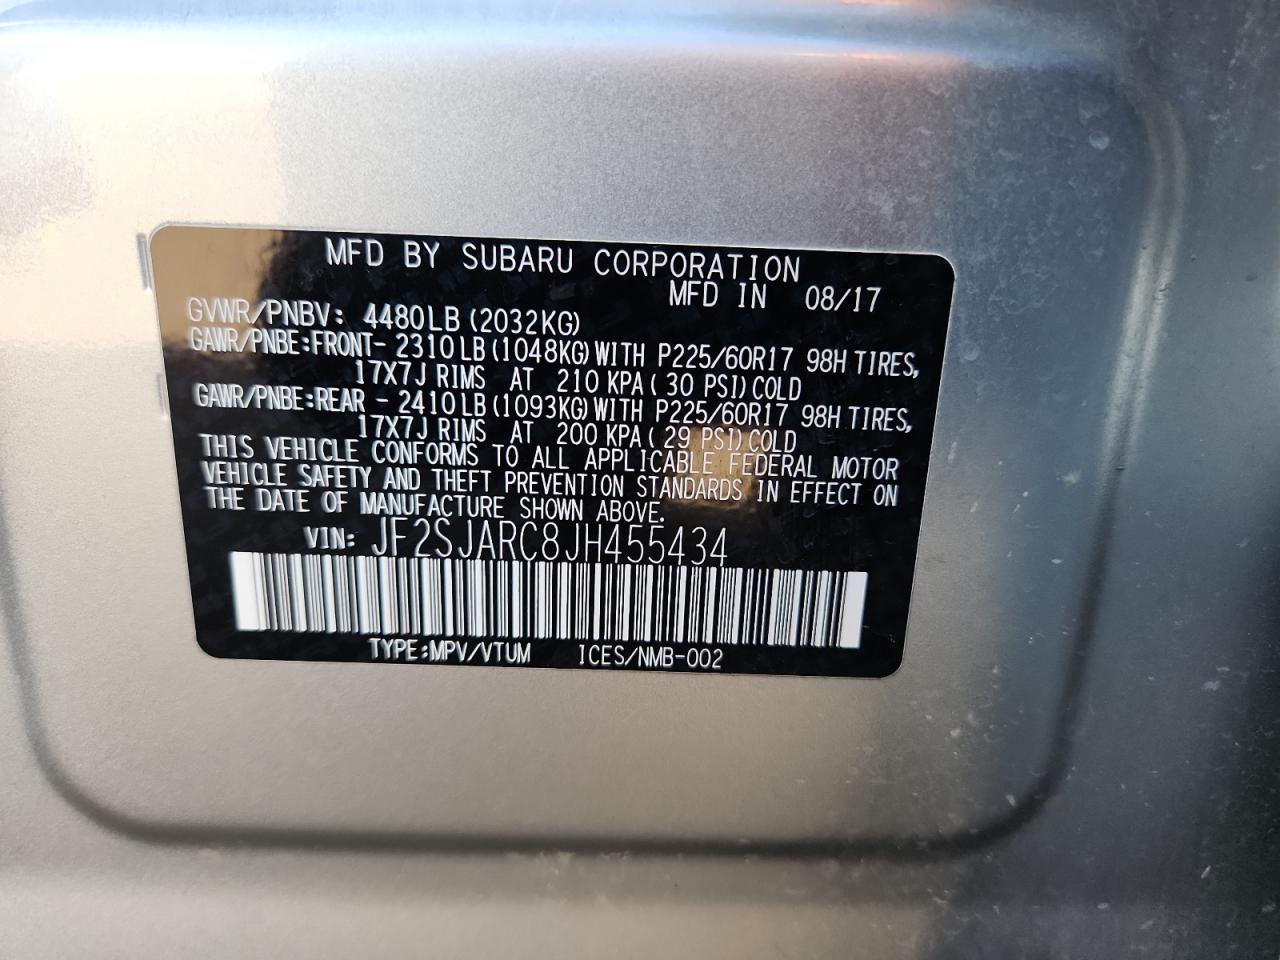 MFD BY SUBARU CORPORATION
MFD IN 08/17
GVWR/PNBV: 4480LB(2032KG)
GAWR/PNBE:FRONT- 2310LB(1048KG)WITH P225/60R17 98H TIRES,
17X7J RIMS AT 210 KPA( 30 PSI)COLD
GAWR/PNBE:REAR - 2410LB(1093KG)WITH P225/60R17 98H TIRES,
17X7J RIMS AT 200 KPA( 29 PSI)COLD
THIS VEHICLE CONFORMS TO ALL APPLICABLE FEDERAL MOTOR
VEHICLE SAFETY AND THEFT PREVENTION STANDARDS IN EFFECT ON
THE DATE OF MANUFACTURE SHOWN ABOVE.
VIN: JF2SJARC8JH455434
TYPE:MPV/VTUM ICES/NMB-002